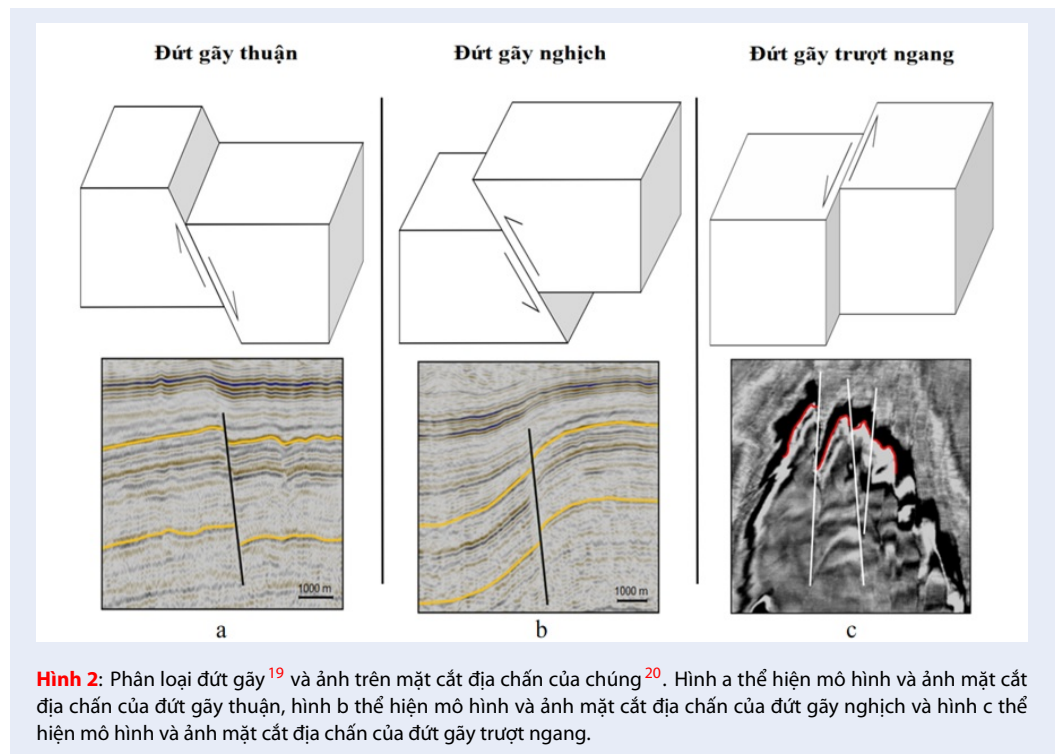 Đứt gãy thuận
Đứt gãy nghịch
Đứt gãy trượt ngang
1000 m
1000 m
a
b
c
Hình 2: Phân loại đứt gãy 19 và ảnh trên mặt cắt địa chấn của chúng 20. Hình a thể hiện mô hình và ảnh mặt cắt
địa chấn của đứt gãy thuận, hình b thể hiện mô hình và ảnh mặt cắt địa chấn của đứt gãy nghịch và hình c thể
hiện mô hình và ảnh mặt cắt địa chấn của đứt gãy trượt ngang.